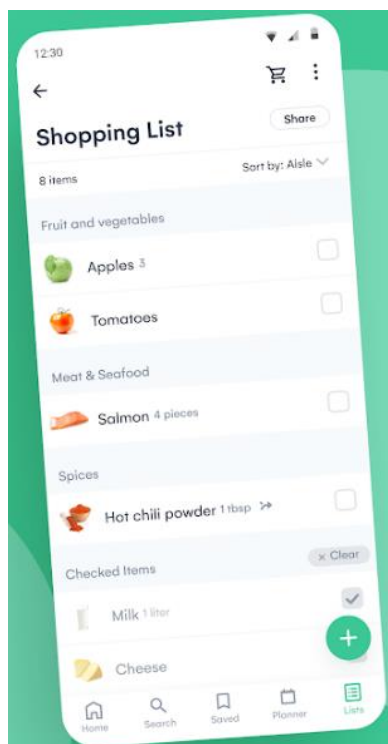 12:30
Shopping List
Share
8 items
Sort by: Aisle
Fruit and vegetables
Apples 3
Tomatoes
Meat & Seafood
Salmon 4 pieces
Spices
Hot chili powder 1 tbsp
Checked Items
× Clear
Milk 1 liter
Cheese
Home
Search
Saved
Planner
Lists